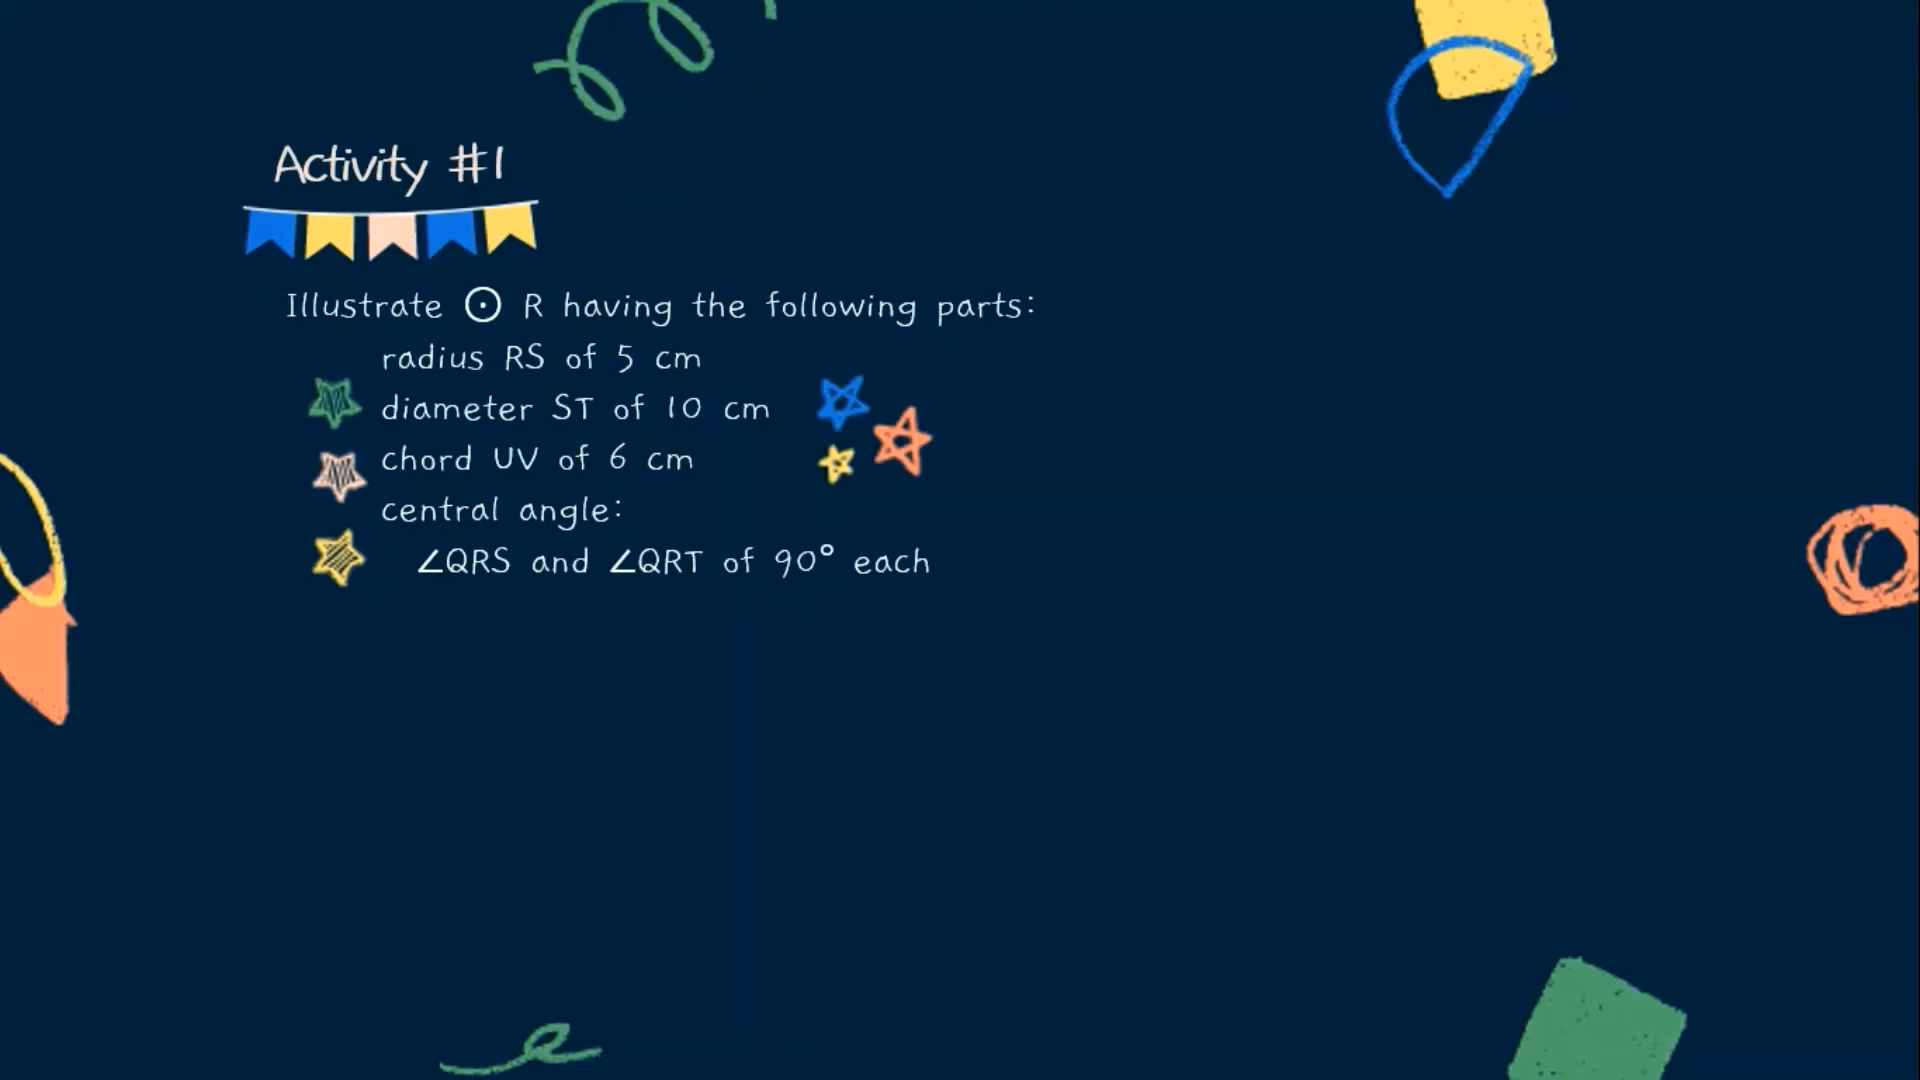 Activity #1
Illustrate ⊙ R having the following parts:
radius RS of 5 cm
diameter ST of 10 cm
chord UV of 6 cm
central angle:
∠QRS and ∠QRT of 90° each